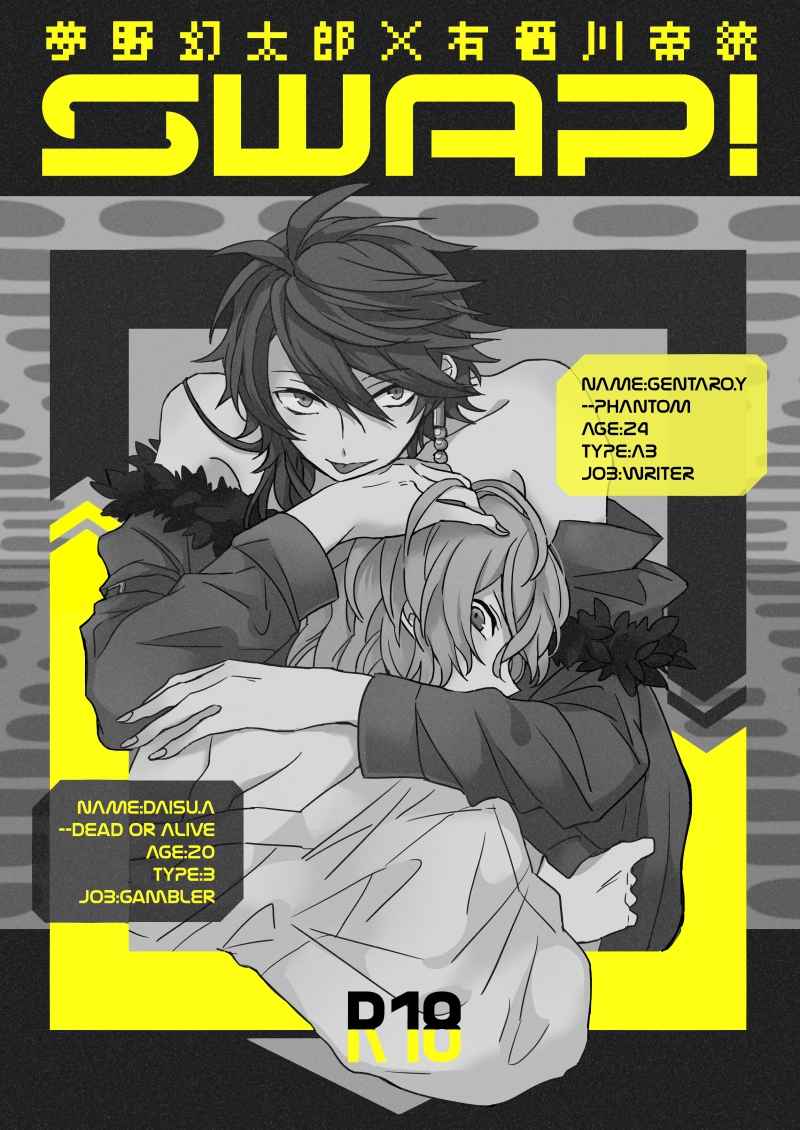 夢野幻太郎×有栖川帝統
SWAP!
NAME:GENTARO.Y
--PHANTOM
AGE:24
TYPE:A3
JOB:WRITER
NAME:DAISU.A
--DEAD OR ALIVE
AGE:20
TYPE:3
JOB:GAMBLER
R18